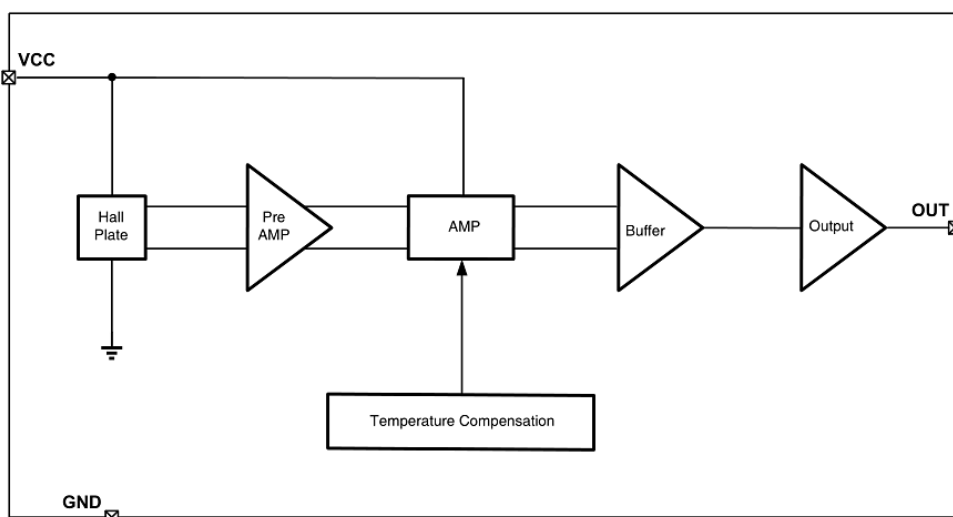 VCC
OUT
Hall
Plate
Pre
AMP
AMP
Buffer
Output
Temperature Compensation
GND